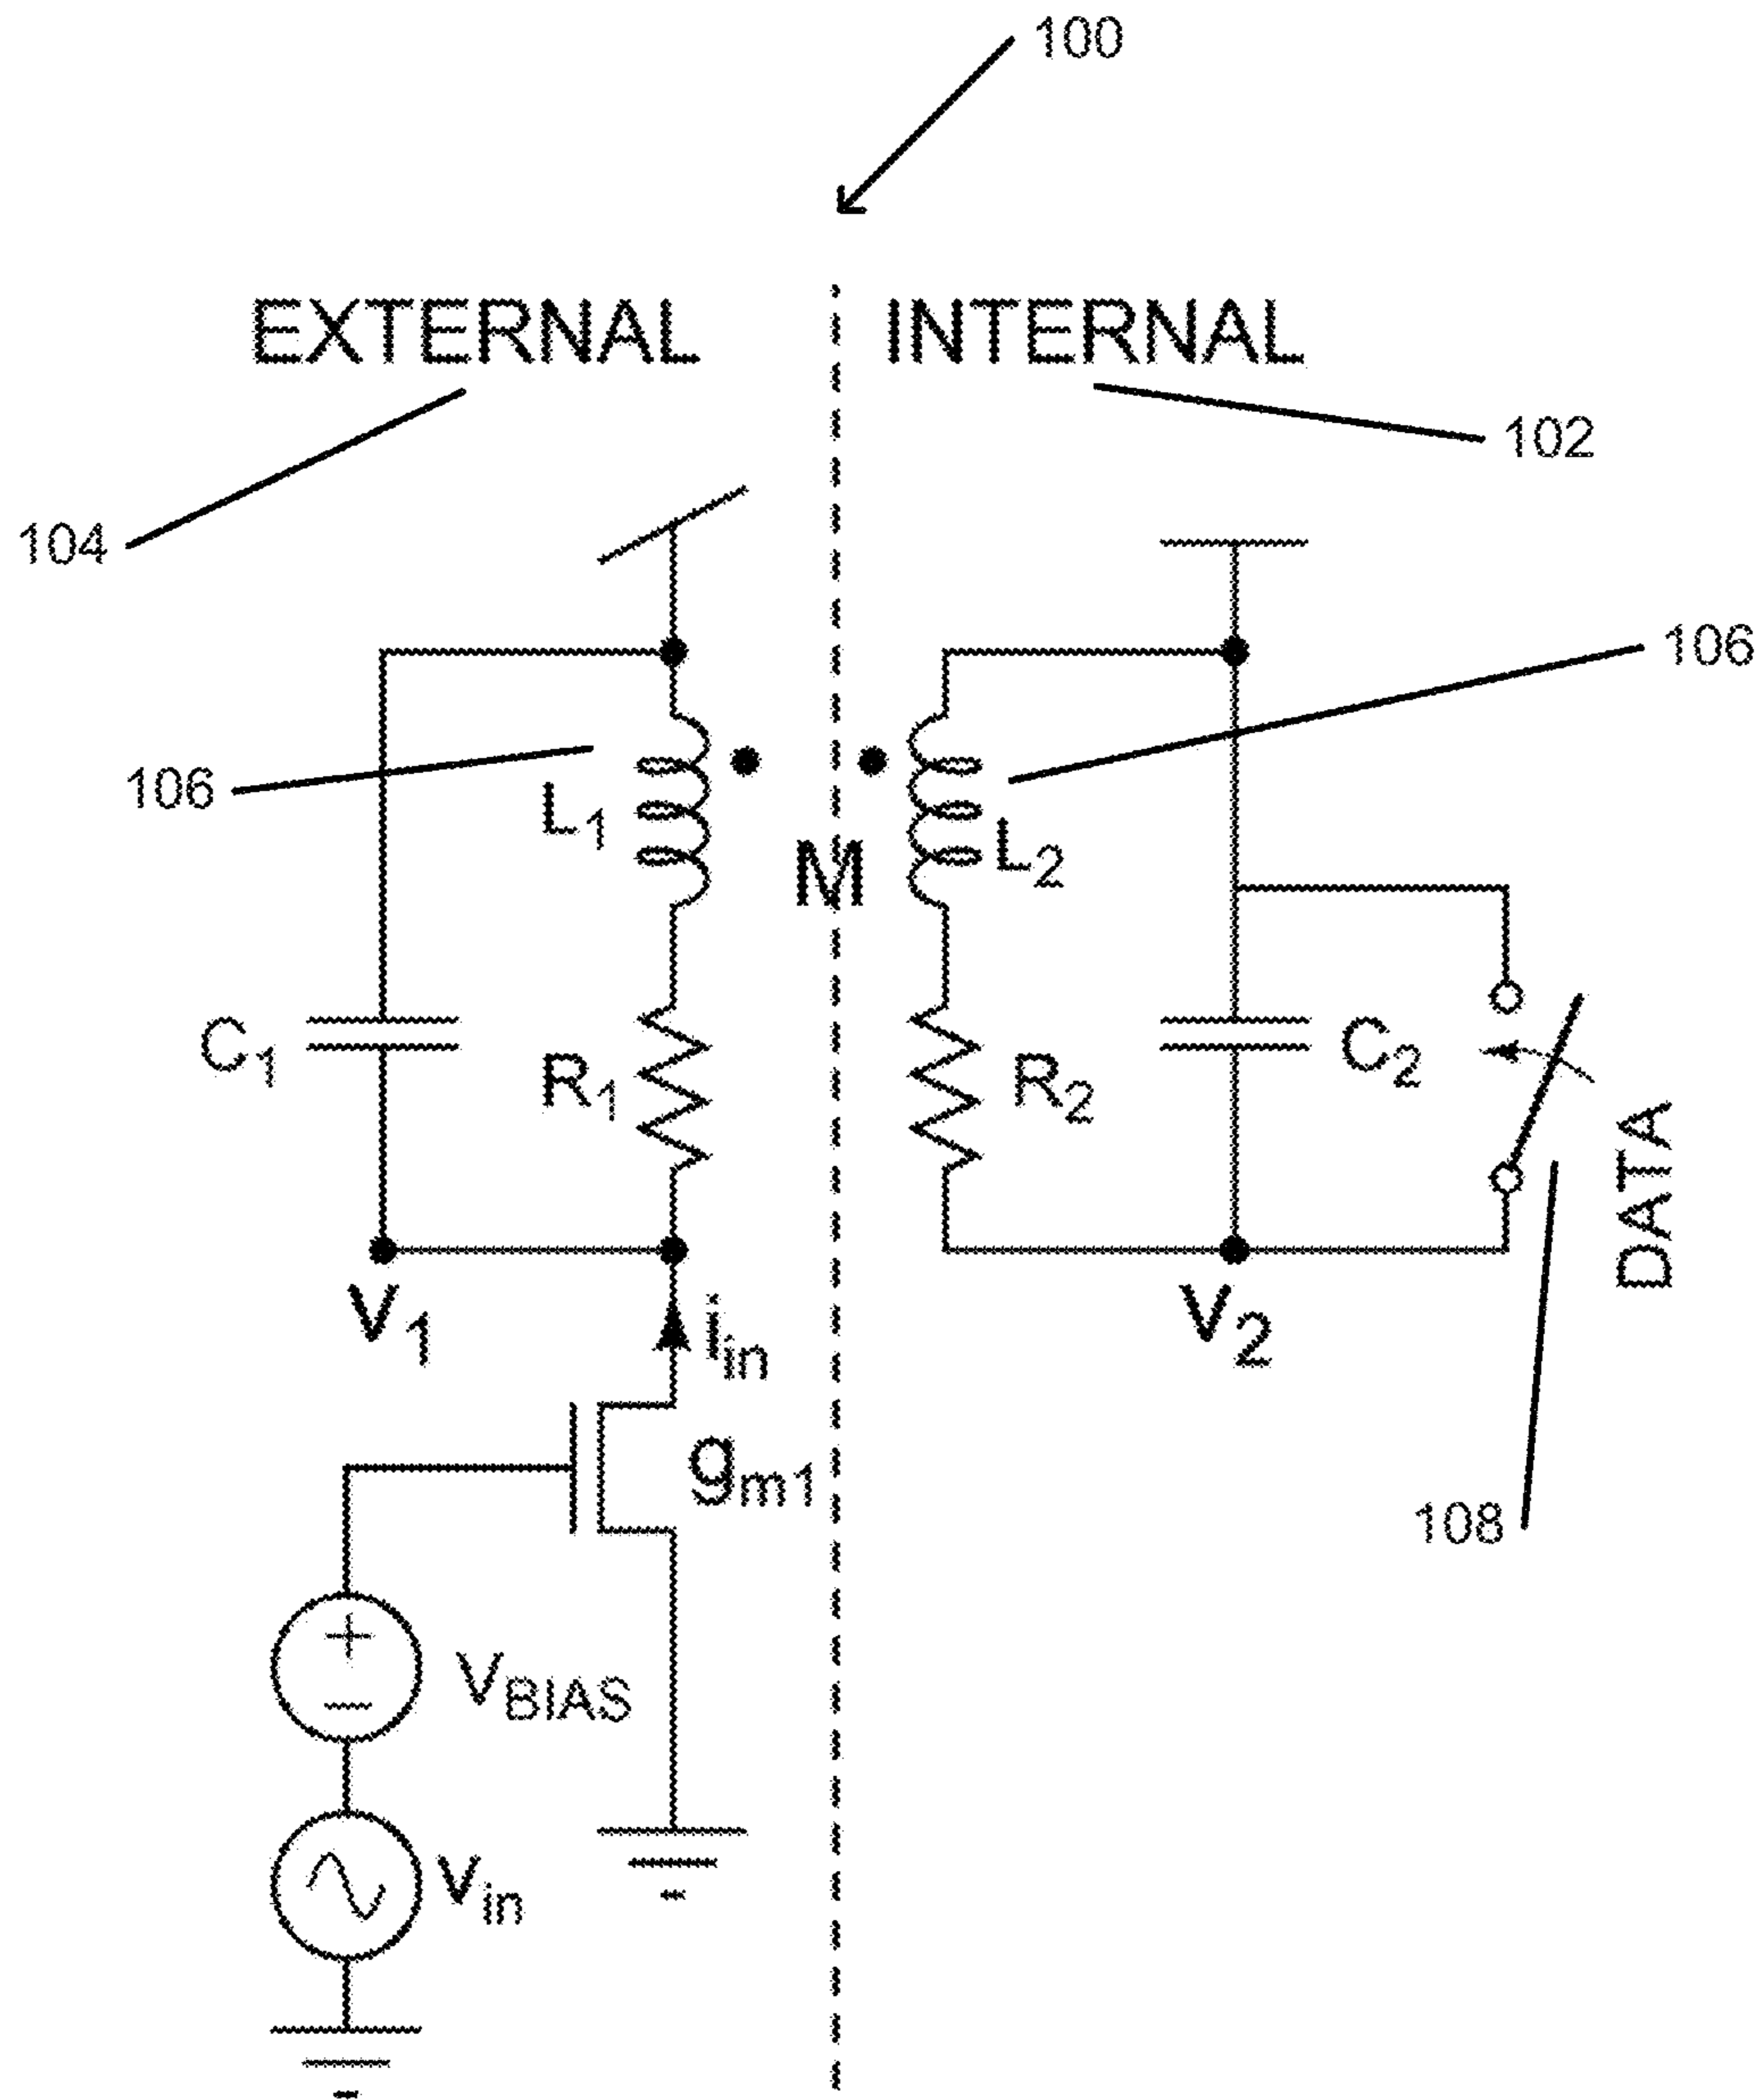 100
EXTERNAL
INTERNAL
102
104
106
106
L1
M
L2
C1
R1
R2
C2
DATA
V1
iin
V2
gm1
108
VBIAS
+
−
Vin